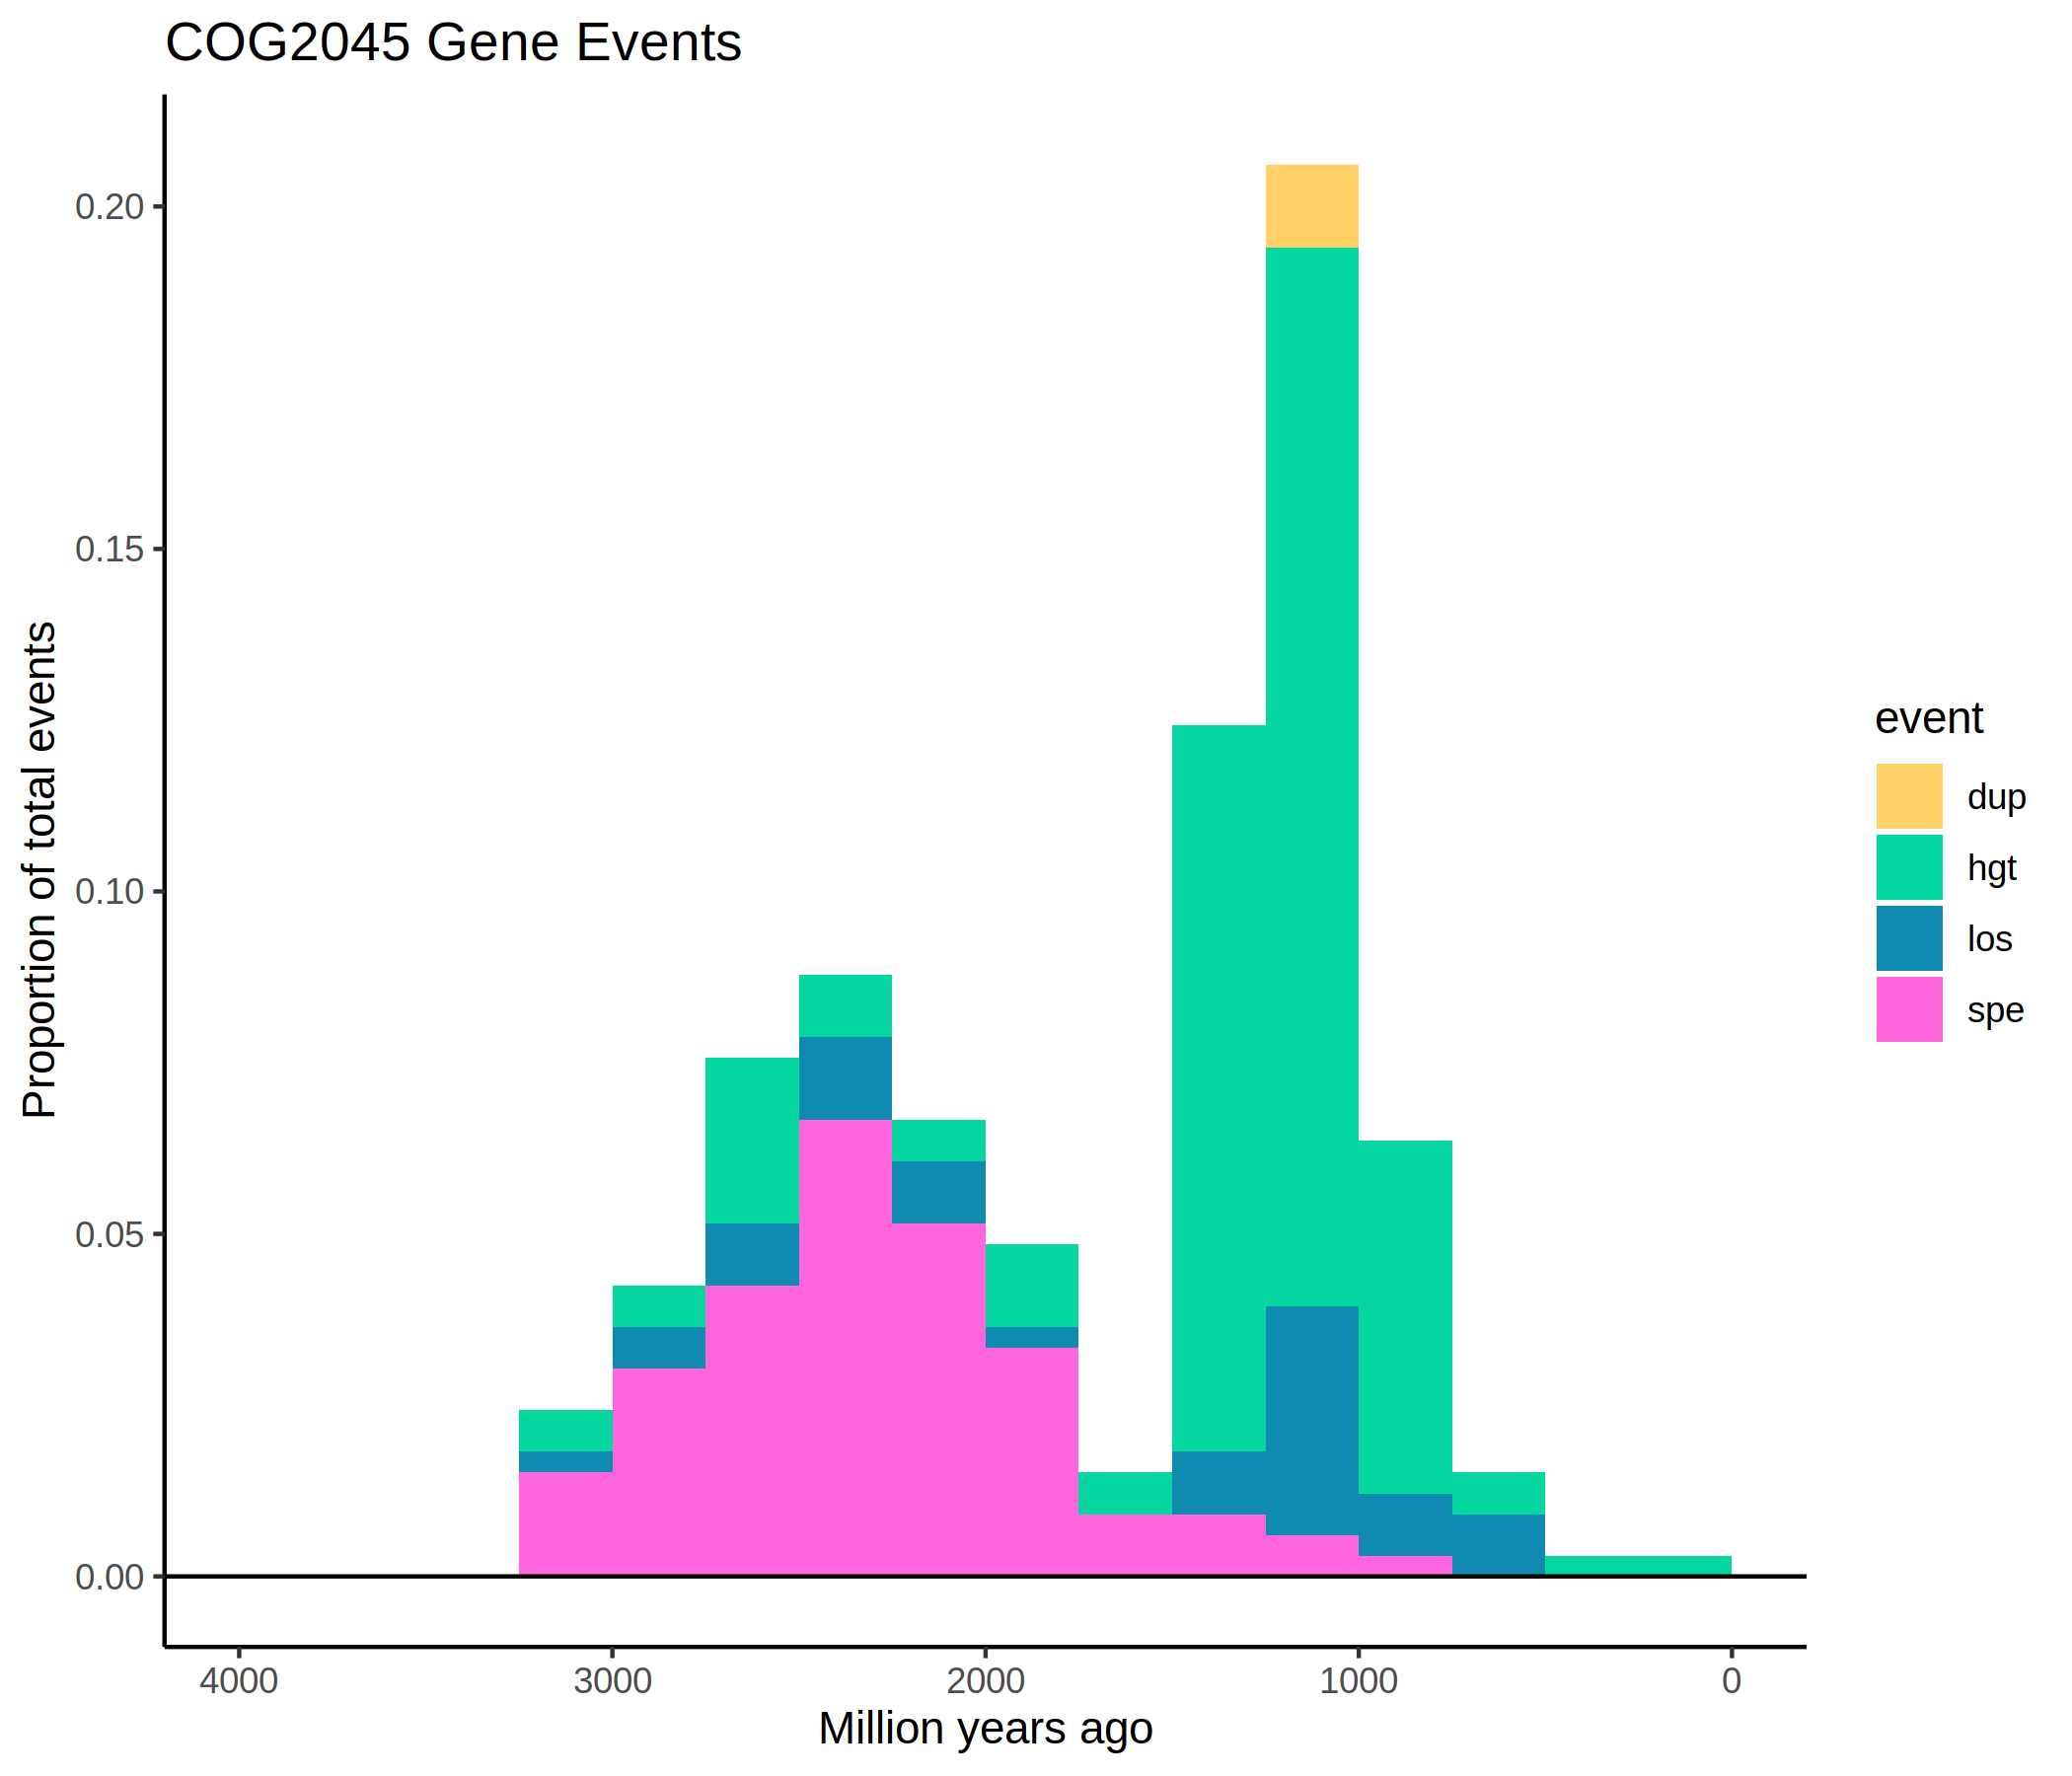 COG2045 Gene Events
0.20
0.15
0.10
0.05
0.00
Proportion of total events
4000
3000
2000
1000
0
Million years ago
event
dup
hgt
los
spe